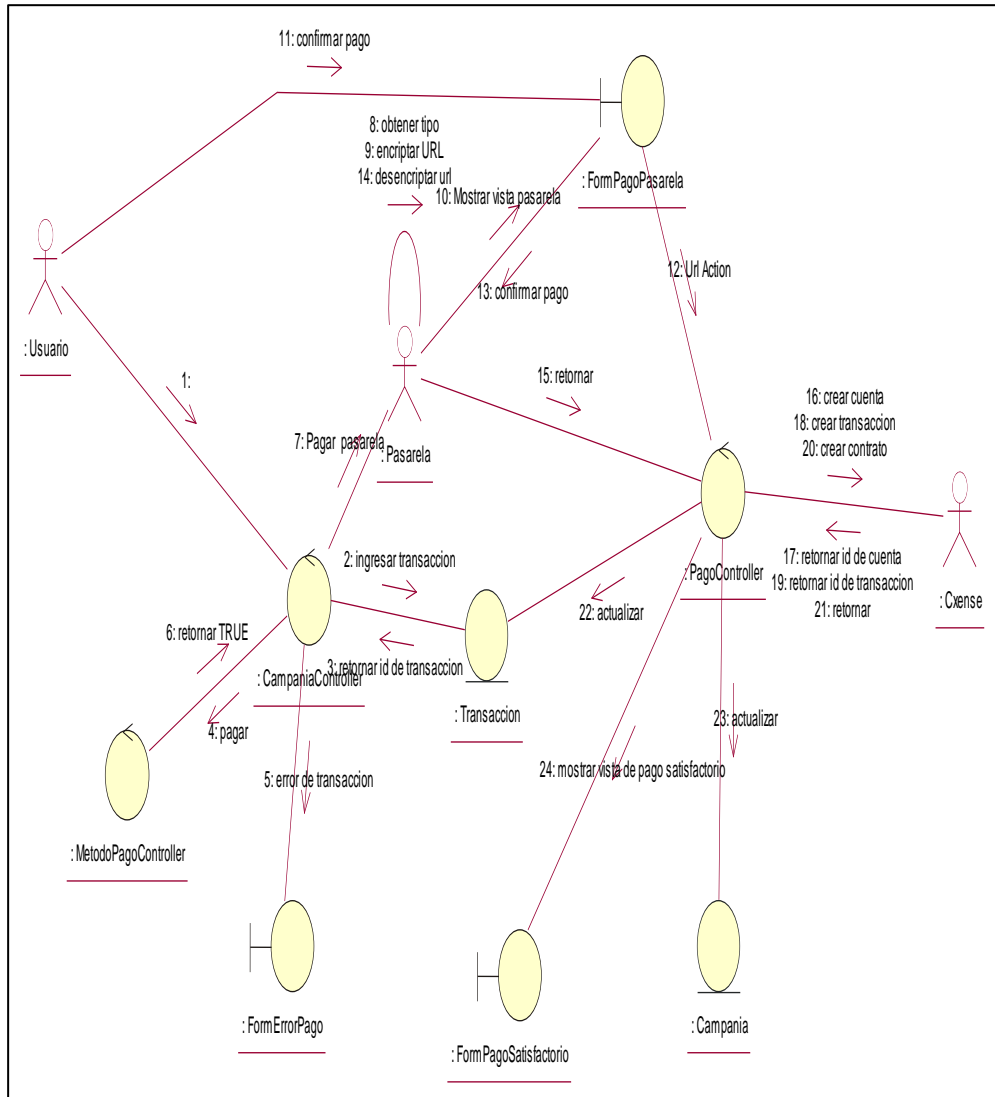 11: confirmar pago
8: obtener tipo
9: encriptar URL
14: desencriptar url
10: Mostrar vista pasarela
: FormPagoPasarela
12: Url Action
13: confirmar pago
: Usuario
1:
15: retornar
16: crear cuenta
18: crear transaccion
20: crear contrato
7: Pagar pasarela
: Pasarela
2: ingresar transaccion
17: retornar id de cuenta
19: retornar id de transaccion
21: retornar
: PagoController
: Cxense
22: actualizar
6: retornar TRUE
3: retornar id de transaccion
: CampaniaController
4: pagar
: Transaccion
23: actualizar
5: error de transaccion
24: mostrar vista de pago satisfactorio
: MetodoPagoController
: FormErrorPago
: FormPagoSatisfactorio
: Campania